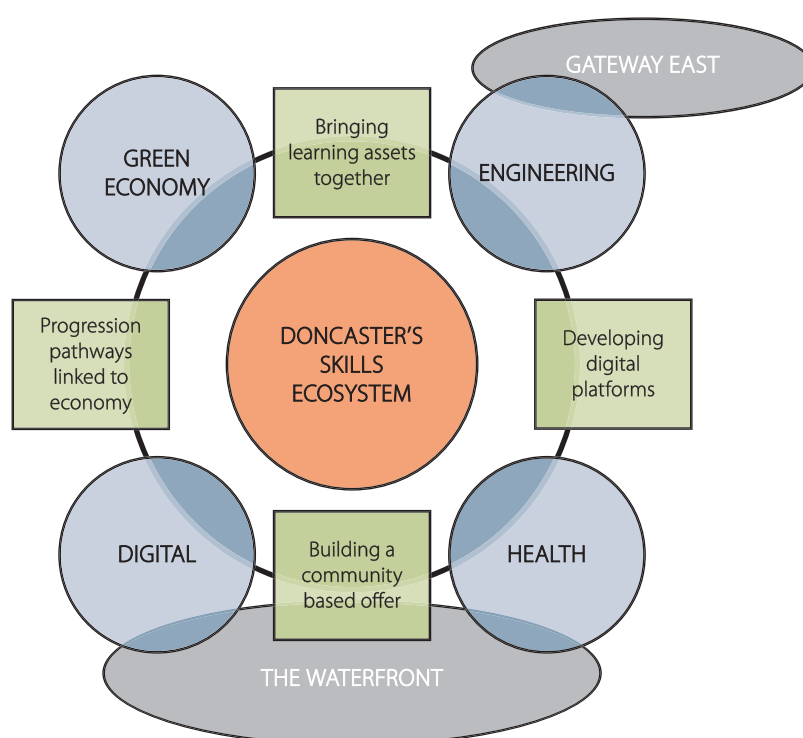 GATEWAY EAST
GREEN
ECONOMY
Bringing
learning assets
together
ENGINEERING
Progression
pathways
linked to
economy
DONCASTER'S
SKILLS
ECOSYSTEM
Developing
digital
platforms
DIGITAL
Building a
community
based offer
HEALTH
THE WATERFRONT